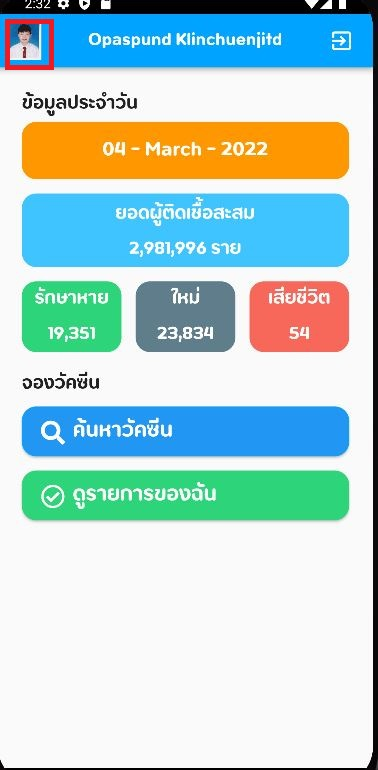 2:32
Opaspund Klinchuenjitd
ข้อมูลประจำวัน
04 - March - 2022
ยอดผู้ติดเชื้อสะสม
2,981,996 ราย
รักษาหาย
19,351
ใหม่
23,834
เสียชีวิต
54
จองวัคซีน
ค้นหาวัคซีน
ดูรายการของฉัน